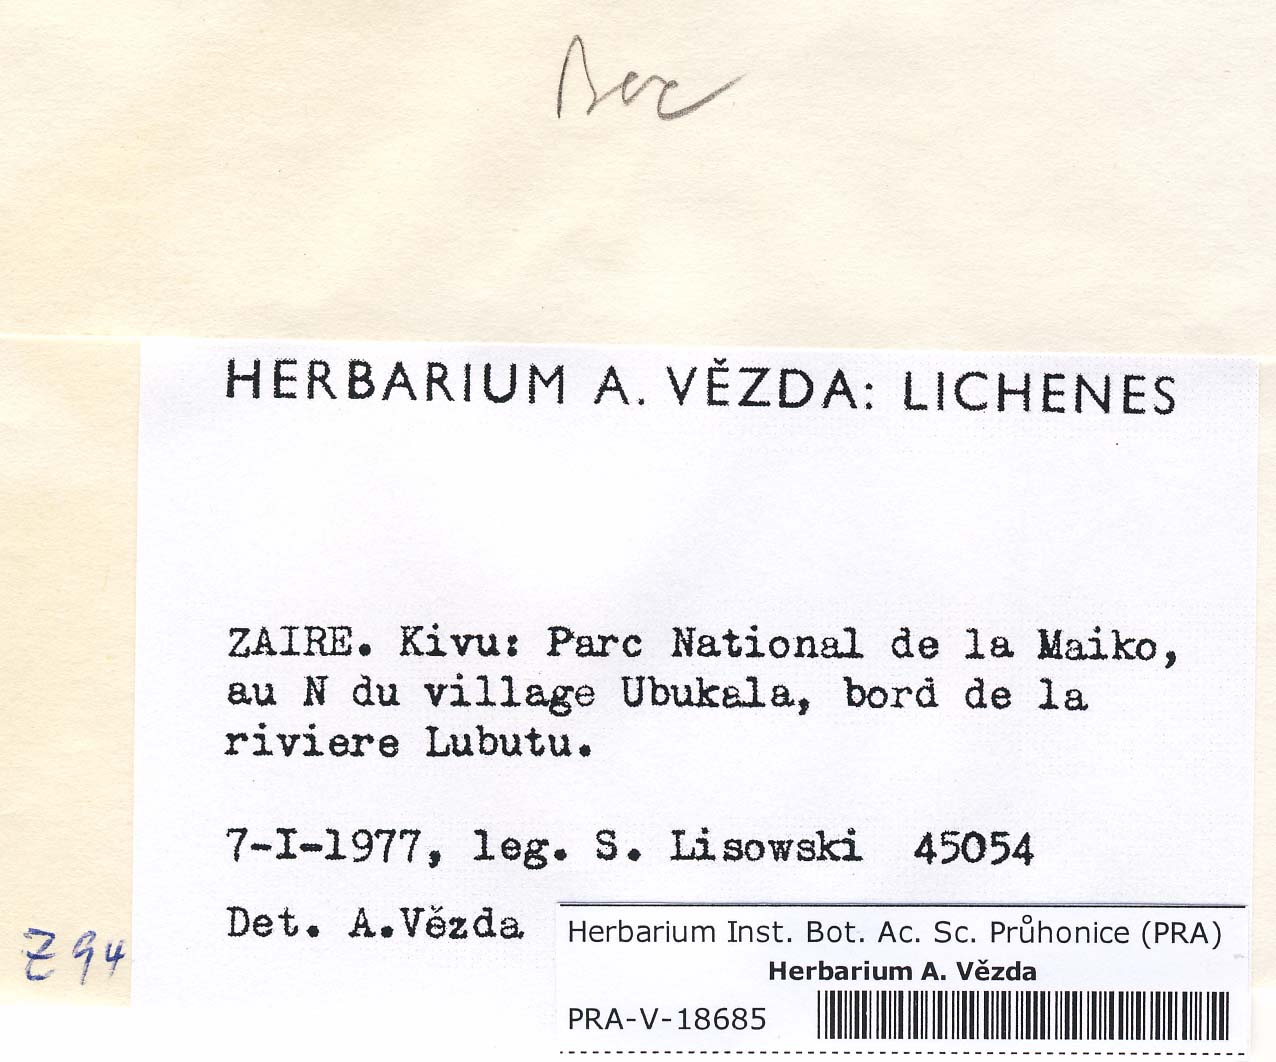 HERBARIUM A. VĚZDA: LICHENES
ZAIRE. Kivu: Parc National de la Maiko,
au N du village Ubukala, bord de la
riviere Lubutu.
7-I-1977, leg. S. Lisowski 45054
Det. A.Vězda
Z 94
Herbarium Inst. Bot. Ac. Sc. Průhonice (PRA)
Herbarium A. Vězda
PRA-V-18685